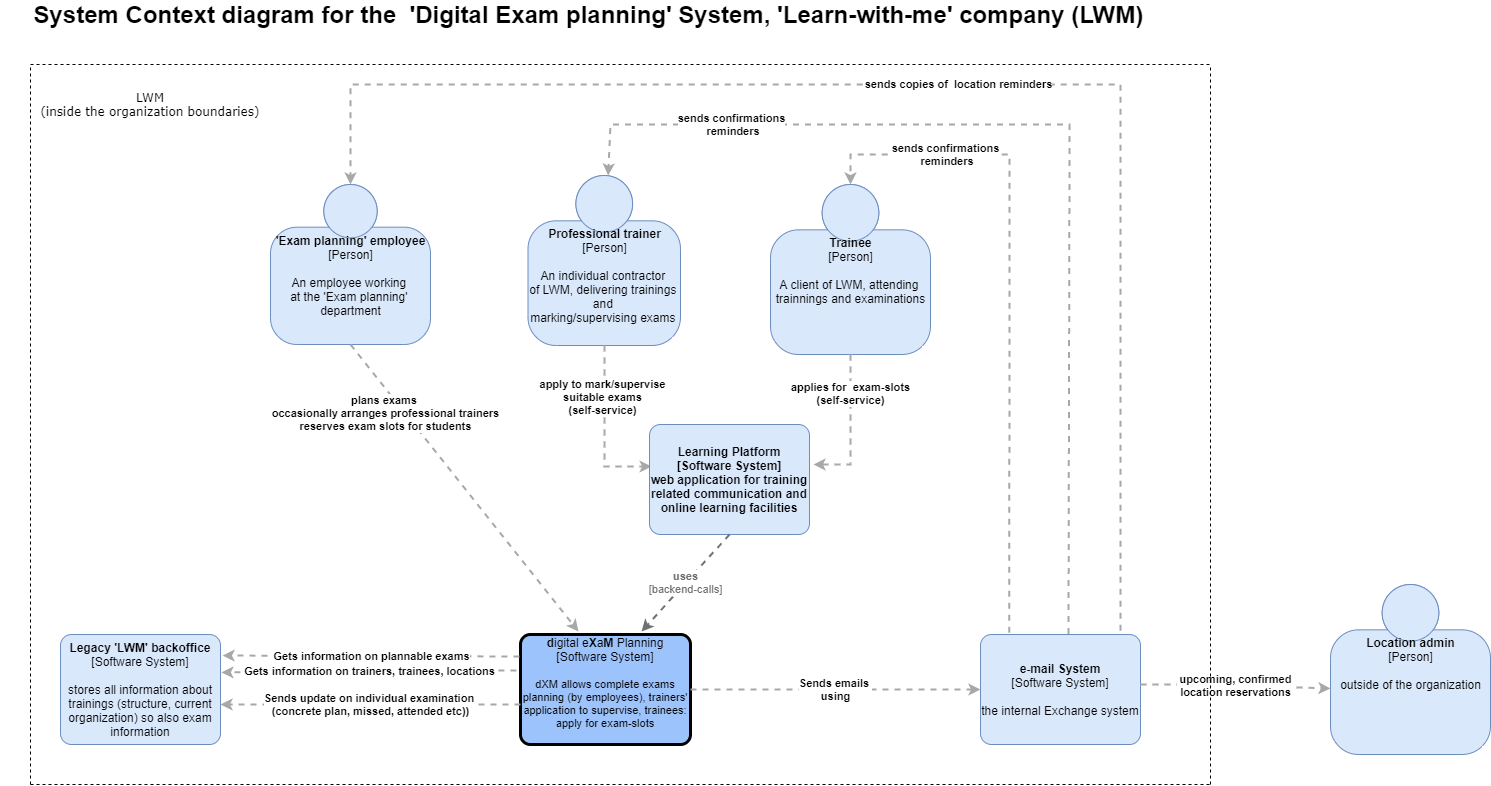 System Context diagram for the 'Digital Exam planning' System, 'Learn-with-me' company (LWM)
LWM
(inside the organization boundaries)
sends copies of location reminders
sends confirmations
reminders
sends confirmations
reminders
'Exam planning' employee
[Person]
An employee working
at the 'Exam planning'
department
Professional trainer
[Person]
An individual contractor
of LWM, delivering trainings
and
marking/supervising exams
Trainee
[Person]
A client of LWM, attending
trainnings and examinations
plans exams
occasionally arranges professional trainers
reserves exam slots for students
apply to mark/supervise
suitable exams
(self-service)
applies for exam-slots
(self-service)
Learning Platform
[Software System]
web application for training
related communication and
online learning facilities
uses
[backend-calls]
Legacy 'LWM' backoffice
[Software System]
stores all information about
trainings (structure, current
organization) so also exam
information
Gets information on plannable exams
Gets information on trainers, trainees, locations
Sends update on individual examination
(concrete plan, missed, attended etc))
digital eXaM Planning
[Software System]
dXM allows complete exams
planning (by employees), trainers'
application to supervise, trainees:
apply for exam-slots
Sends emails
using
e-mail System
[Software System]
the internal Exchange system
upcoming, confirmed
location reservations
Location admin
[Person]
outside of the organization